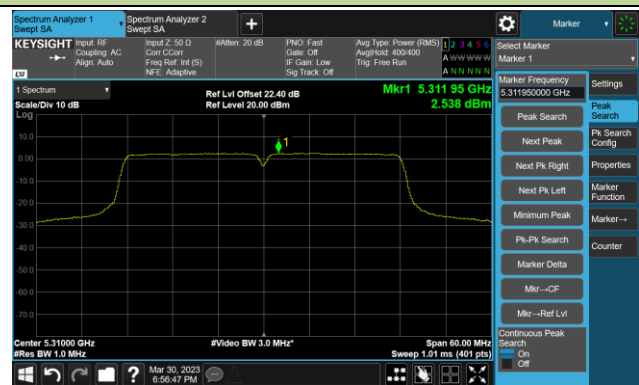 Spectrum Analyzer 1
Swept SA
Spectrum Analyzer 2
Swept SA
+
Marker
KEYSIGHT
LXI
Input: RF
Coupling: AC
Align: Auto
Input Z: 50 Ω
Corr CCorr
Freq Ref: Int (S)
NFE: Adaptive
#Atten: 20 dB
PNO: Fast
Gate: Off
IF Gain: Low
Sig Track: Off
Avg Type: Power (RMS)
Avg|Hold: 400/400
Trig: Free Run
1 2 3 4 5 6
A W W W W W
A N N N N N
Select Marker
Marker 1
1 Spectrum
Scale/Div 10 dB
Log
Ref Lvl Offset 22.40 dB
Ref Level 20.00 dBm
Mkr1 5.311 95 GHz
2.538 dBm
10.0
0.00
-10.0
-20.0
-30.0
-40.0
-50.0
-60.0
-70.0
1
Center 5.31000 GHz
#Res BW 1.0 MHz
#Video BW 3.0 MHz*
Span 60.00 MHz
Sweep 1.01 ms (401 pts)
Marker Frequency
5.311950000 GHz
Peak Search
Next Peak
Next Pk Right
Next Pk Left
Minimum Peak
Pk-Pk Search
Marker Delta
Mkr→CF
Mkr→Ref Lvl
Continuous Peak
Search
On
Off
Settings
Peak
Search
Pk Search
Config
Properties
Marker
Function
Marker→
Counter
?
Mar 30, 2023
6:56:47 PM